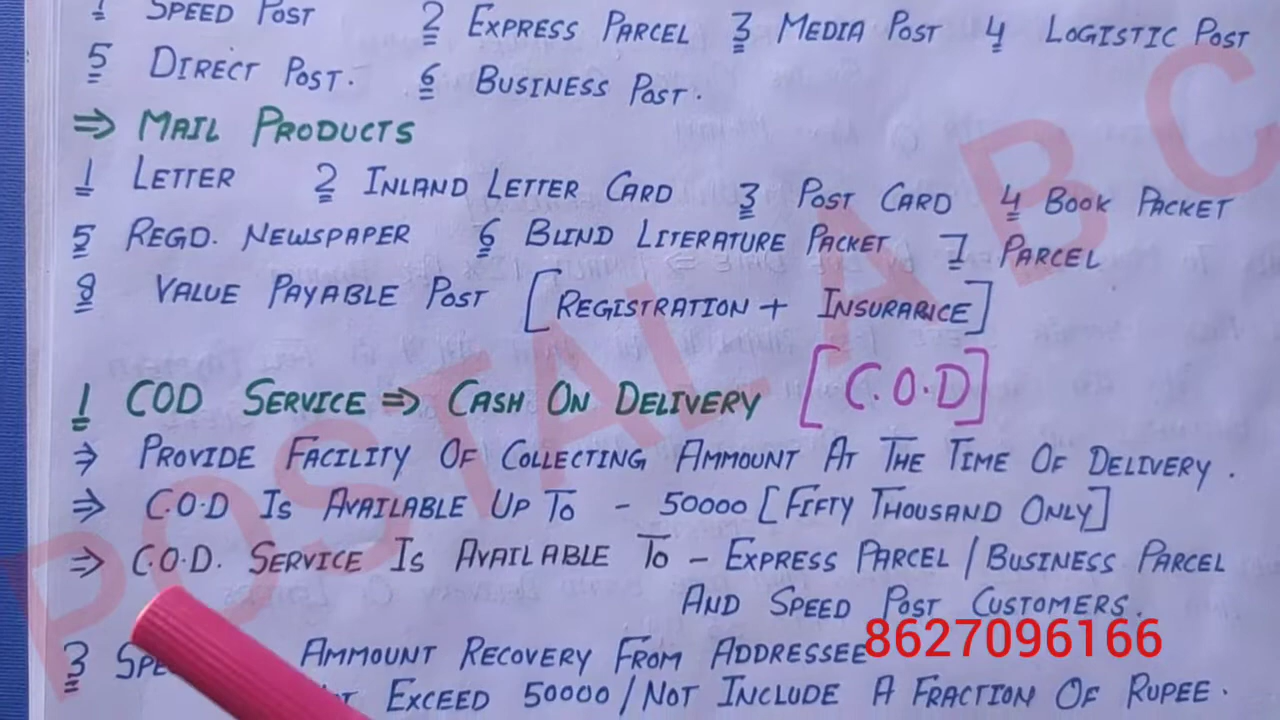 1 SPEED POST 2 EXPRESS PARCEL 3 MEDIA POST 4 LOGISTIC POST
5 DIRECT POST. 6 BUSINESS POST.
⇒ MAIL PRODUCTS
1 LETTER 2 INLAND LETTER CARD 3 POST CARD 4 BOOK PACKET
5 REGD. NEWSPAPER 6 BLIND LITERATURE PACKET 7 PARCEL
8 VALUE PAYABLE POST [REGISTRATION + INSURANCE]
1 COD SERVICE ⇒ CASH ON DELIVERY [C.O.D]
⇒ PROVIDE FACILITY OF COLLECTING AMMOUNT AT THE TIME OF DELIVERY.
⇒ C.O.D IS AVAILABLE UP TO - 50000 [FIFTY THOUSAND ONLY]
⇒ C.O.D. SERVICE IS AVAILABLE TO - EXPRESS PARCEL / BUSINESS PARCEL
AND SPEED POST CUSTOMERS.
8627096166
3 AMMOUNT RECOVERY FROM ADDRESSEE
EXCEED 50000 / NOT INCLUDE A FRACTION OF RUPEE.
POSTAL ABC